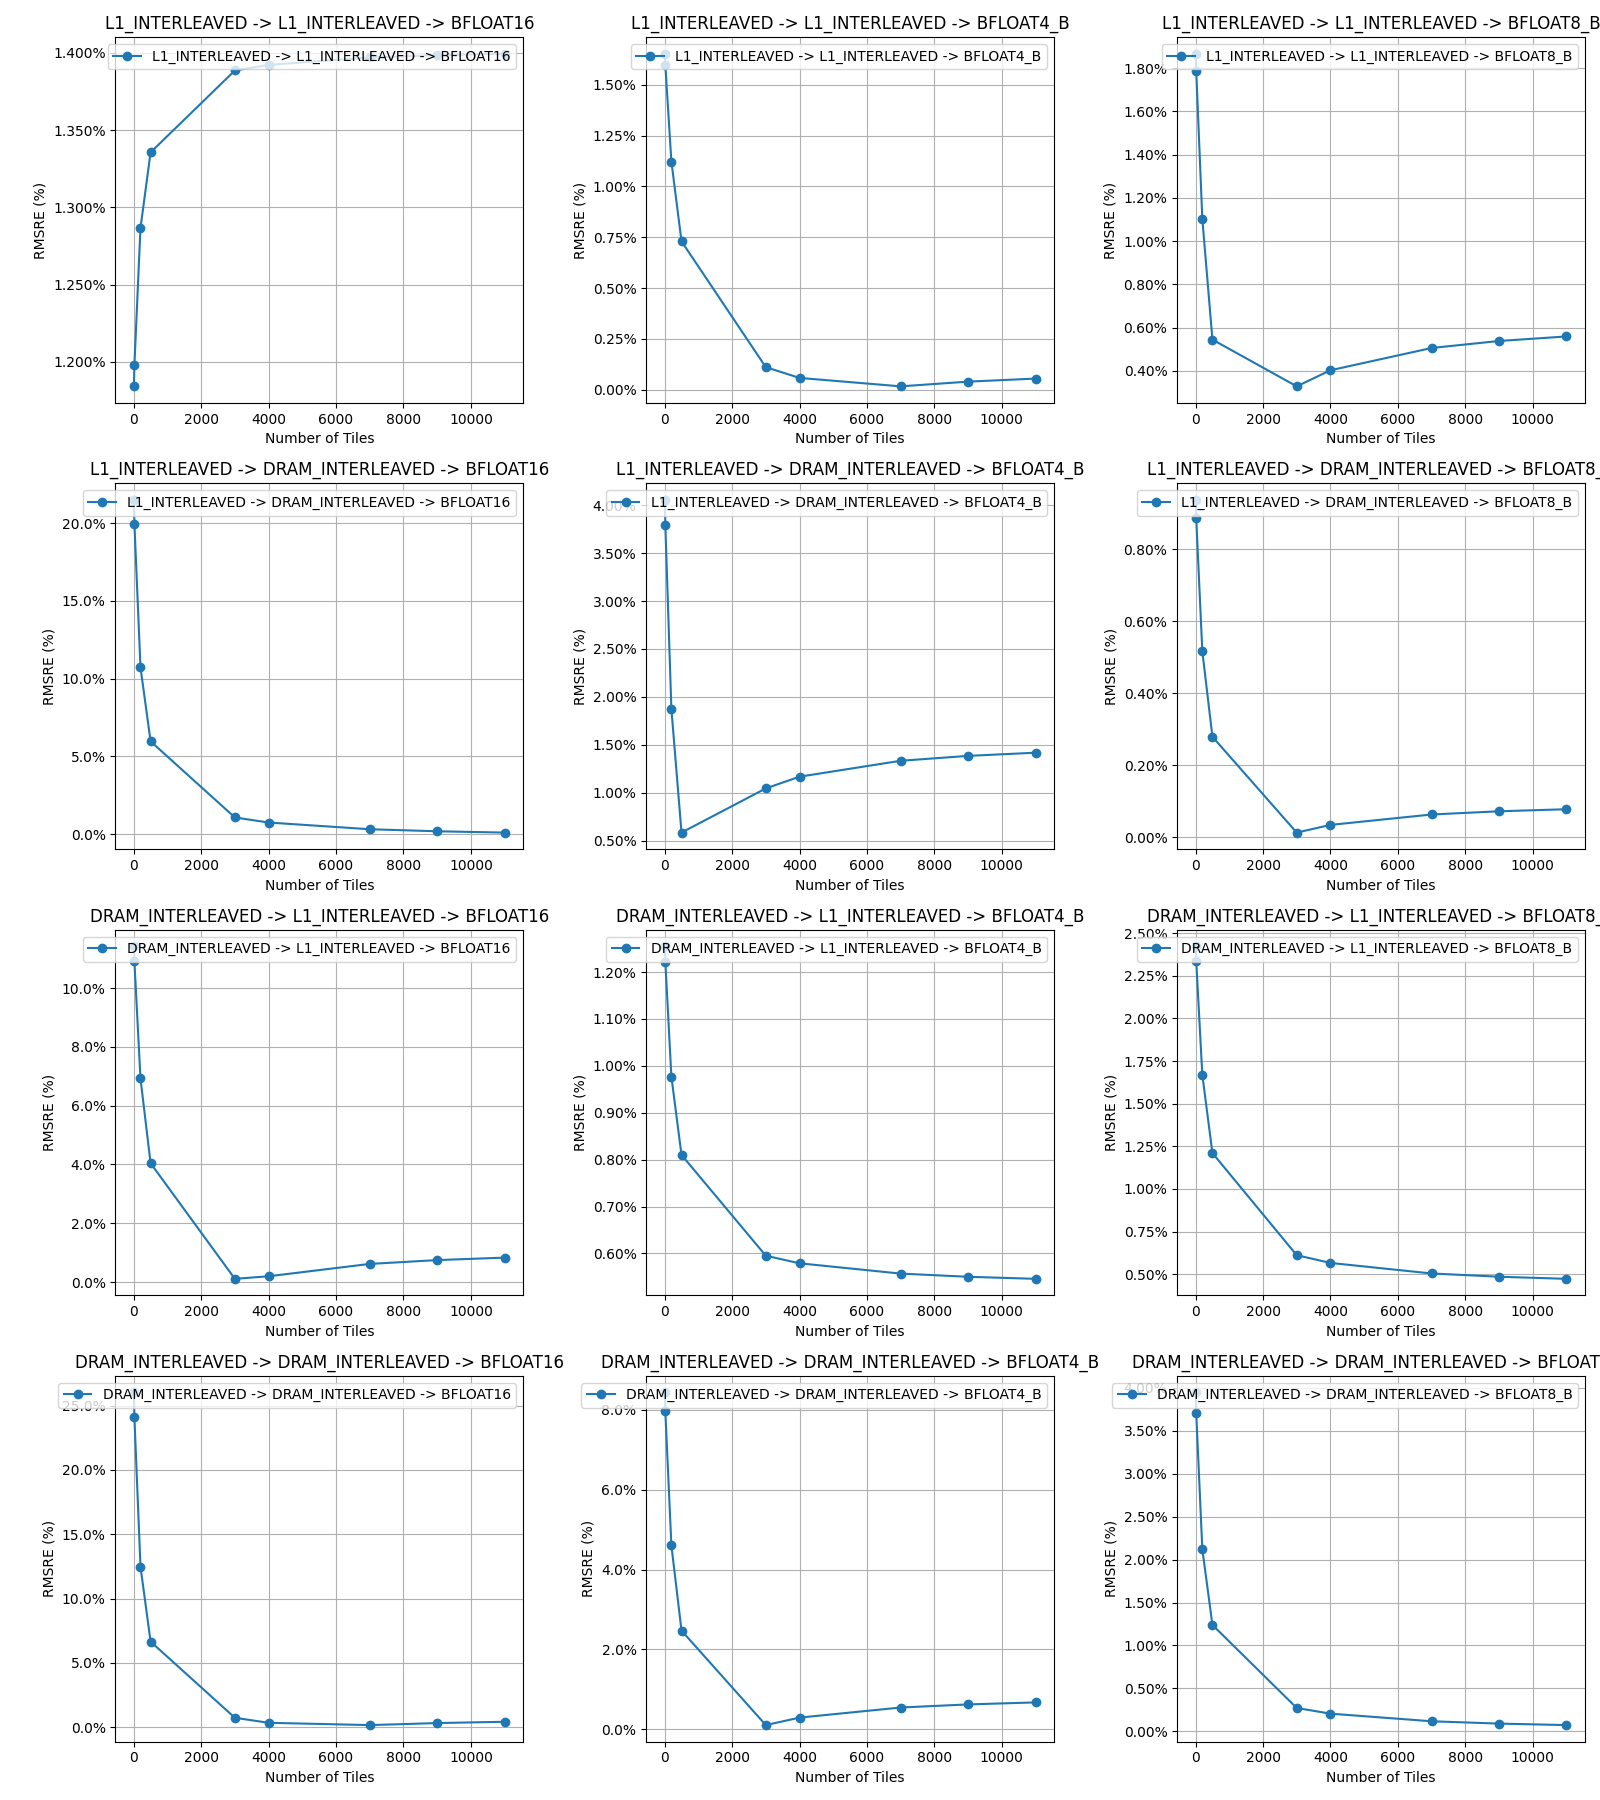 L1_INTERLEAVED -> L1_INTERLEAVED -> BFLOAT16
L1_INTERLEAVED -> L1_INTERLEAVED -> BFLOAT16
1.400%
1.350%
1.300%
1.250%
1.200%
RMSRE (%)
0 2000 4000 6000 8000 10000
Number of Tiles
L1_INTERLEAVED -> L1_INTERLEAVED -> BFLOAT4_B
L1_INTERLEAVED -> L1_INTERLEAVED -> BFLOAT4_B
1.50%
1.25%
1.00%
0.75%
0.50%
0.25%
0.00%
RMSRE (%)
0 2000 4000 6000 8000 10000
Number of Tiles
L1_INTERLEAVED -> L1_INTERLEAVED -> BFLOAT8_B
L1_INTERLEAVED -> L1_INTERLEAVED -> BFLOAT8_B
1.80%
1.60%
1.40%
1.20%
1.00%
0.80%
0.60%
0.40%
RMSRE (%)
0 2000 4000 6000 8000 10000
Number of Tiles
L1_INTERLEAVED -> DRAM_INTERLEAVED -> BFLOAT16
L1_INTERLEAVED -> DRAM_INTERLEAVED -> BFLOAT16
20.0%
15.0%
10.0%
5.0%
0.0%
RMSRE (%)
0 2000 4000 6000 8000 10000
Number of Tiles
L1_INTERLEAVED -> DRAM_INTERLEAVED -> BFLOAT4_B
L1_INTERLEAVED -> DRAM_INTERLEAVED -> BFLOAT4_B
4.00%
3.50%
3.00%
2.50%
2.00%
1.50%
1.00%
0.50%
RMSRE (%)
0 2000 4000 6000 8000 10000
Number of Tiles
L1_INTERLEAVED -> DRAM_INTERLEAVED -> BFLOAT8_
L1_INTERLEAVED -> DRAM_INTERLEAVED -> BFLOAT8_B
0.80%
0.60%
0.40%
0.20%
0.00%
RMSRE (%)
0 2000 4000 6000 8000 10000
Number of Tiles
DRAM_INTERLEAVED -> L1_INTERLEAVED -> BFLOAT16
DRAM_INTERLEAVED -> L1_INTERLEAVED -> BFLOAT16
10.0%
8.0%
6.0%
4.0%
2.0%
0.0%
RMSRE (%)
0 2000 4000 6000 8000 10000
Number of Tiles
DRAM_INTERLEAVED -> L1_INTERLEAVED -> BFLOAT4_B
DRAM_INTERLEAVED -> L1_INTERLEAVED -> BFLOAT4_B
1.20%
1.10%
1.00%
0.90%
0.80%
0.70%
0.60%
RMSRE (%)
0 2000 4000 6000 8000 10000
Number of Tiles
DRAM_INTERLEAVED -> L1_INTERLEAVED -> BFLOAT8_
DRAM_INTERLEAVED -> L1_INTERLEAVED -> BFLOAT8_B
2.50%
2.25%
2.00%
1.75%
1.50%
1.25%
1.00%
0.75%
0.50%
RMSRE (%)
0 2000 4000 6000 8000 10000
Number of Tiles
DRAM_INTERLEAVED -> DRAM_INTERLEAVED -> BFLOAT16
DRAM_INTERLEAVED -> DRAM_INTERLEAVED -> BFLOAT16
25.0%
20.0%
15.0%
10.0%
5.0%
0.0%
RMSRE (%)
0 2000 4000 6000 8000 10000
Number of Tiles
DRAM_INTERLEAVED -> DRAM_INTERLEAVED -> BFLOAT4_B
DRAM_INTERLEAVED -> DRAM_INTERLEAVED -> BFLOAT4_B
8.0%
6.0%
4.0%
2.0%
0.0%
RMSRE (%)
0 2000 4000 6000 8000 10000
Number of Tiles
DRAM_INTERLEAVED -> DRAM_INTERLEAVED -> BFLOAT
DRAM_INTERLEAVED -> DRAM_INTERLEAVED -> BFLOAT8_B
4.00%
3.50%
3.00%
2.50%
2.00%
1.50%
1.00%
0.50%
0.00%
RMSRE (%)
0 2000 4000 6000 8000 10000
Number of Tiles